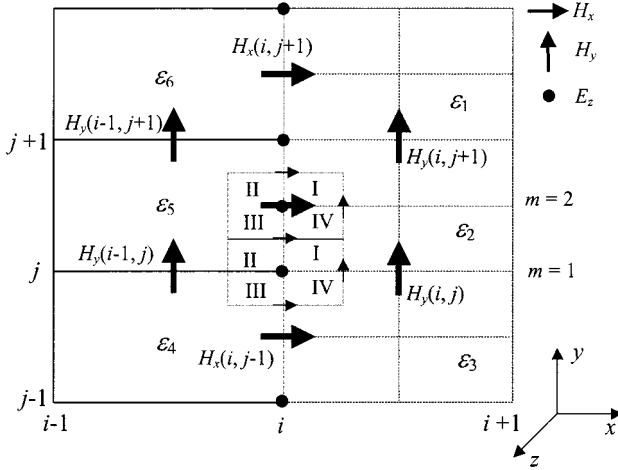 H_x
H_x(i, j+1)
H_y
ε_6
ε_1
E_z
H_y(i-1, j+1)
j+1
H_y(i, j+1)
II I
m = 2
ε_5
III IV
ε_2
H_y(i-1, j)
II I
j
m = 1
III IV
H_y(i, j)
ε_4
H_x(i, j-1)
ε_3
y
j-1
i-1 i i+1
x
z